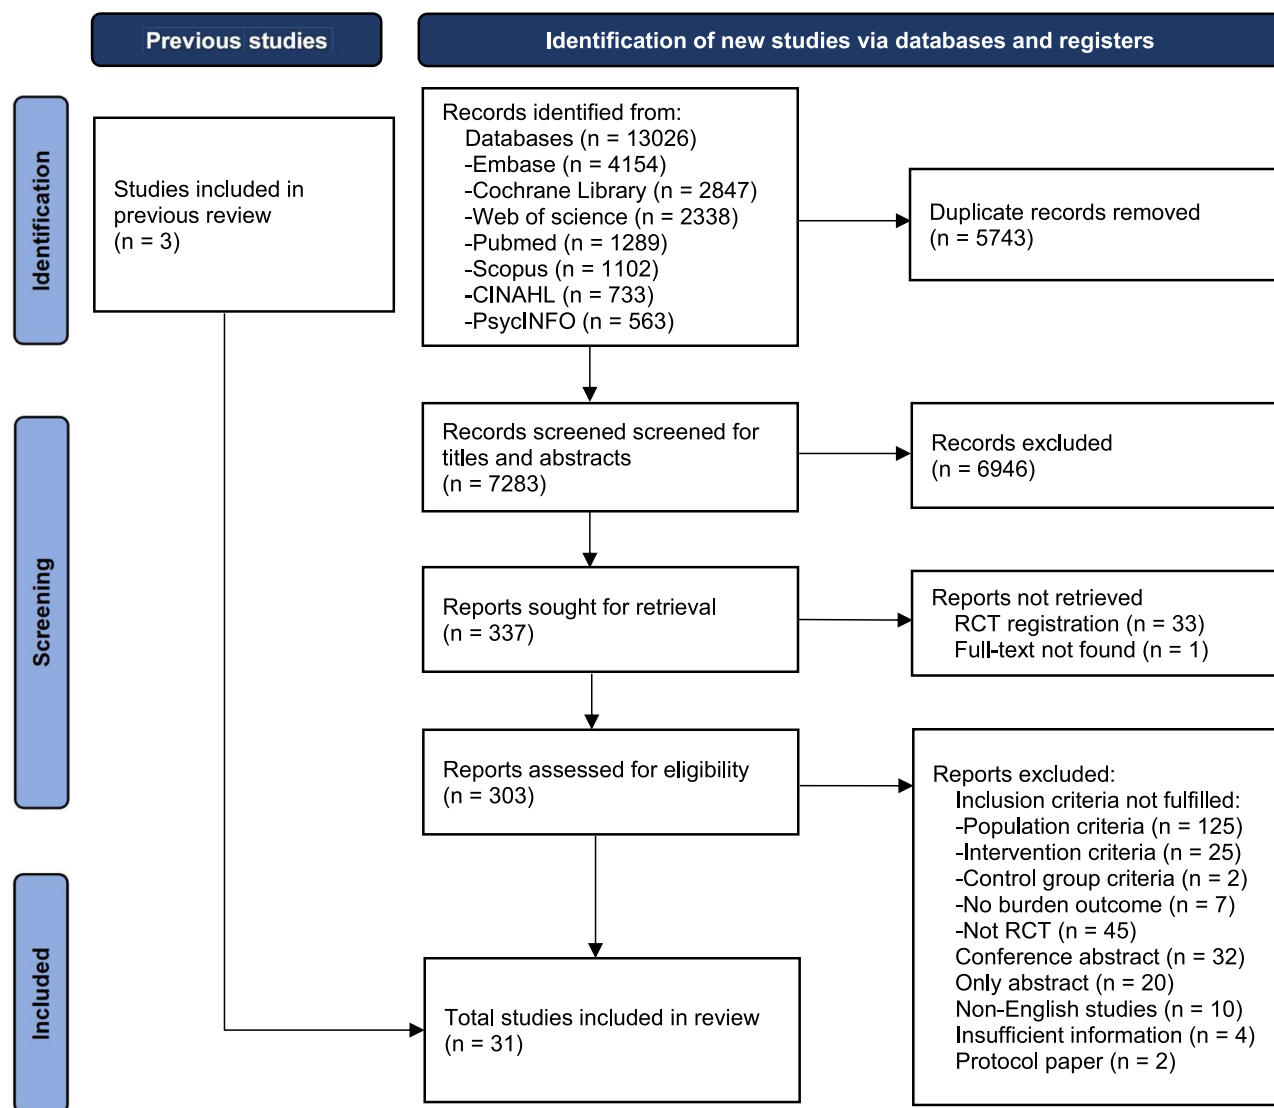 Previous studies
Identification of new studies via databases and registers
Identification
Studies included in
previous review
(n = 3)
Records identified from:
Databases (n = 13026)
-Embase (n = 4154)
-Cochrane Library (n = 2847)
-Web of science (n = 2338)
-Pubmed (n = 1289)
-Scopus (n = 1102)
-CINAHL (n = 733)
-PsycINFO (n = 563)
Duplicate records removed
(n = 5743)
Screening
Records screened screened for
titles and abstracts
(n = 7283)
Records excluded
(n = 6946)
Reports sought for retrieval
(n = 337)
Reports not retrieved
RCT registration (n = 33)
Full-text not found (n = 1)
Reports assessed for eligibility
(n = 303)
Reports excluded:
Inclusion criteria not fulfilled:
-Population criteria (n = 125)
-Intervention criteria (n = 25)
-Control group criteria (n = 2)
-No burden outcome (n = 7)
-Not RCT (n = 45)
Conference abstract (n = 32)
Only abstract (n = 20)
Non-English studies (n = 10)
Insufficient information (n = 4)
Protocol paper (n = 2)
Included
Total studies included in review
(n = 31)